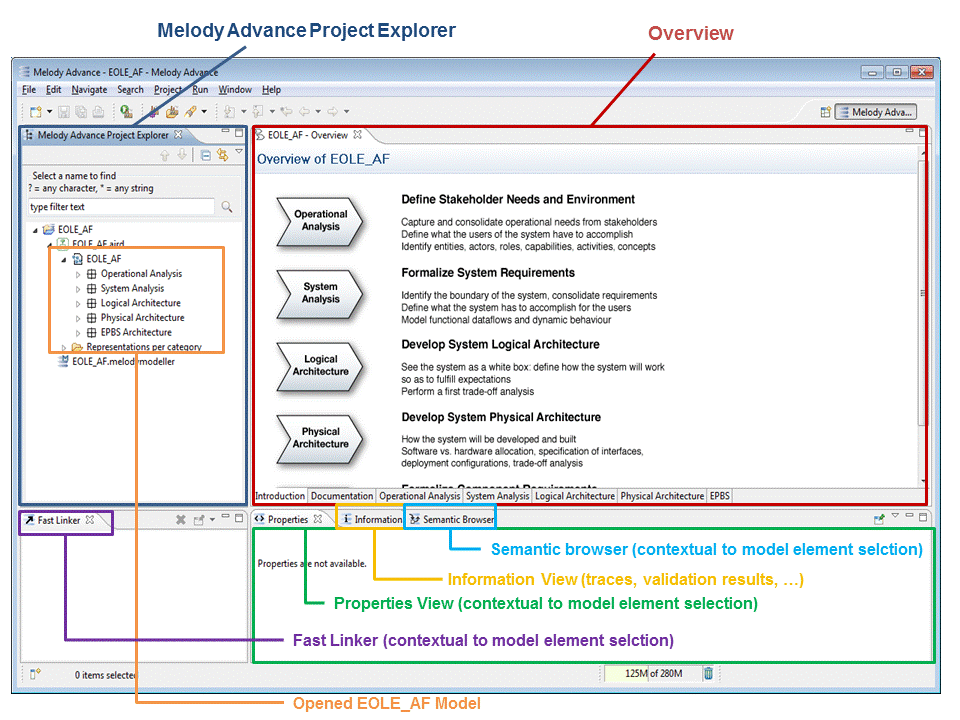 Melody Advance Project Explorer
Overview
Melody Advance - EOLE_AF - Melody Advance
File Edit Navigate Search Project Run Window Help
Melody Adva...
Melody Advance Project Explorer
EOLE_AF - Overview
Overview of EOLE_AF
Select a name to find
? = any character, * = any string
type filter text
EOLE_AF
EOLE_AF.aird
EOLE_AF
Operational Analysis
System Analysis
Logical Architecture
Physical Architecture
EPBS Architecture
Representations per category
EOLE_AF.melodymodeller
Operational
Analysis
Define Stakeholder Needs and Environment
Capture and consolidate operational needs from stakeholders
Define what the users of the system have to accomplish
Identify entities, actors, roles, capabilities, activities, concepts
System
Analysis
Formalize System Requirements
Identify the boundary of the system, consolidate requirements
Define what the system has to accomplish for the users
Model functional dataflows and dynamic behaviour
Logical
Architecture
Develop System Logical Architecture
See the system as a white box: define how the system will work
so as to fulfill expectations
Perform a first trade-off analysis
Physical
Architecture
Develop System Physical Architecture
How the system will be developed and built
Software vs. hardware allocation, specification of interfaces,
deployment configurations, trade-off analysis
Formalize Component Requirements
Introduction Documentation Operational Analysis System Analysis Logical Architecture Physical Architecture EPBS
Fast Linker
Properties Information Semantic Browser
Properties are not available.
Semantic browser (contextual to model element selction)
Information View (traces, validation results, …)
Properties View (contextual to model element selection)
Fast Linker (contextual to model element selction)
0 items selected
125M of 280M
Opened EOLE_AF Model